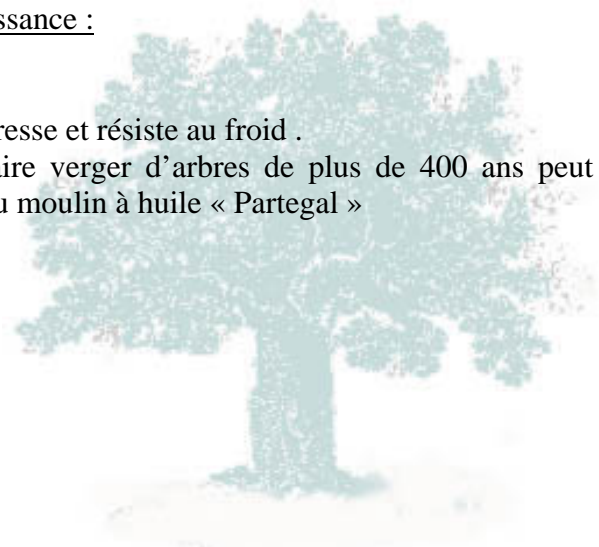 ssance :
resse et résiste au froid .
ire verger d’arbres de plus de 400 ans peut
u moulin à huile « Partegal »